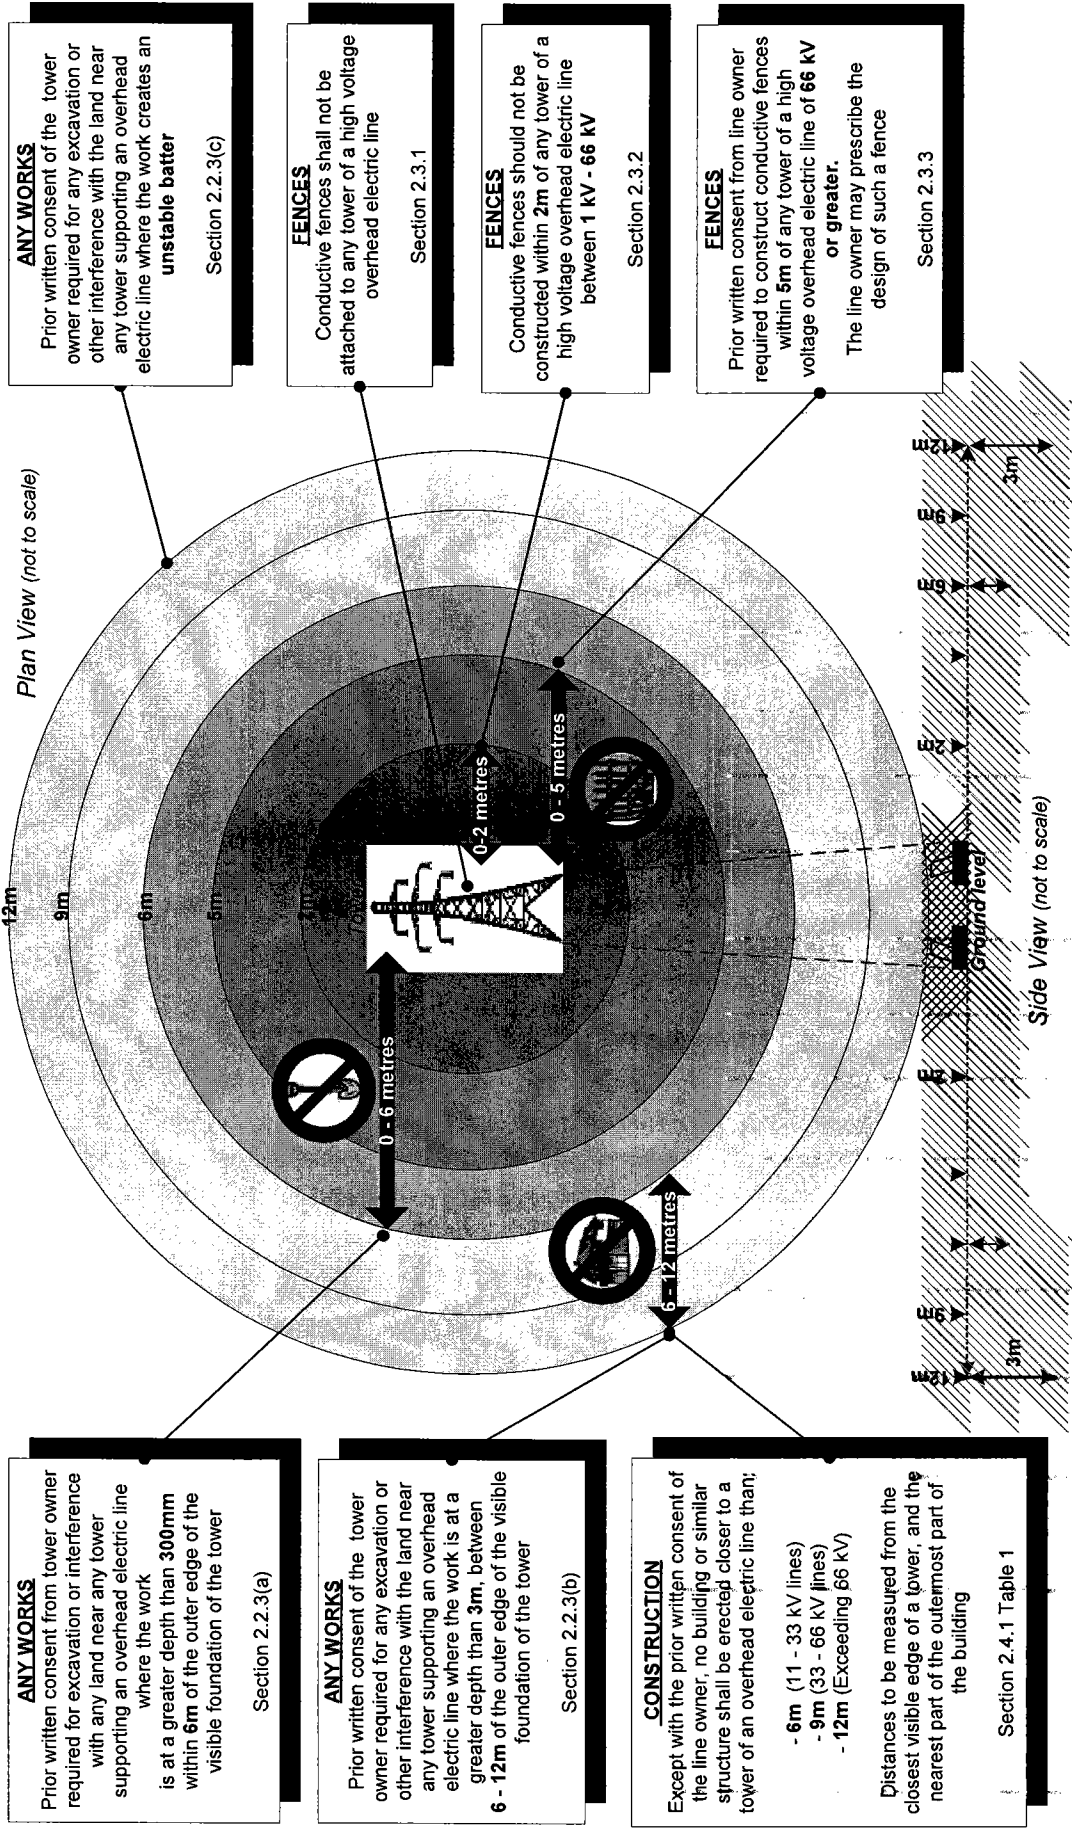 ANY WORKS
Prior written consent from tower owner
required for excavation or interference
with any land near any tower
supporting an overhead electric line
where the work
is at a greater depth than 300mm
within 6m of the outer edge of the
visible foundation of the tower
Section 2.2.3(a)
ANY WORKS
Prior written consent of the tower
owner required for any excavation or
other interference with the land near
any tower supporting an overhead
electric line where the work is at a
greater depth than 3m, between
6 - 12m of the outer edge of the visible
foundation of the tower
Section 2.2.3(b)
CONSTRUCTION
Except with the prior written consent of
the line owner, no building or similar
structure shall be erected closer to a
tower of an overhead electric line than;
- 6m (11 - 33 kV lines)
- 9m (33 - 66 kV lines)
- 12m (Exceeding 66 kV)
Distances to be measured from the
closest visible edge of a tower, and the
nearest part of the outermost part of
the building
Section 2.4.1 Table 1
Plan View (not to scale)
12m
9m
6m
5m
Tower
0 - 6 metres
0-2 metres
0 - 5 metres
6 - 12 metres
12m
9m
2m
6m
9m
12m
3m
3m
Ground level
Side View (not to scale)
ANY WORKS
Prior written consent of the tower
owner required for any excavation or
other interference with the land near
any tower supporting an overhead
electric line where the work creates an
unstable batter
Section 2.2.3(c)
FENCES
Conductive fences shall not be
attached to any tower of a high voltage
overhead electric line
Section 2.3.1
FENCES
Conductive fences should not be
constructed within 2m of any tower of a
high voltage overhead electric line
between 1 kV - 66 kV
Section 2.3.2
FENCES
Prior written consent from line owner
required to construct conductive fences
within 5m of any tower of a high
voltage overhead electric line of 66 kV
or greater.
The line owner may prescribe the
design of such a fence
Section 2.3.3